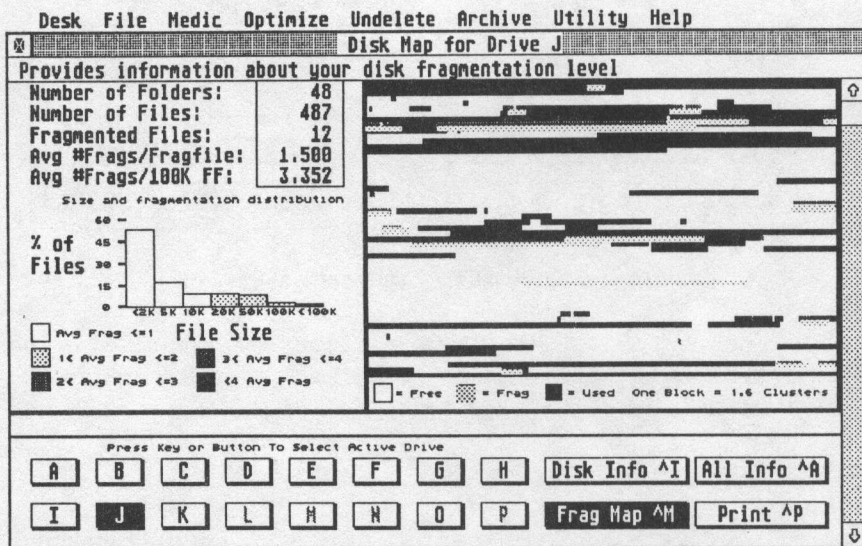 Desk File Medic Optimize Undelete Archive Utility Help
Disk Map for Drive J
Provides information about your disk fragmentation level
Number of Folders: 48
Number of Files: 487
Fragmented Files: 12
Avg #Frags/Fragfile: 1.500
Avg #Frags/100K FF: 3.352
Size and fragmentation distribution
60
45
% of Files
30
15
0
<2K 5K 10K 20K 50K 100K <100K
File Size
Avg Frag <=1
1< Avg Frag <=2
3< Avg Frag <=4
2< Avg Frag <=3
<4 Avg Frag
= Free = Frag = Used One Block = 1.6 Clusters
Press Key or Button To Select Active Drive
A B C D E F G H Disk Info ^I All Info ^A
I J K L M N O P Frag Map ^M Print ^P